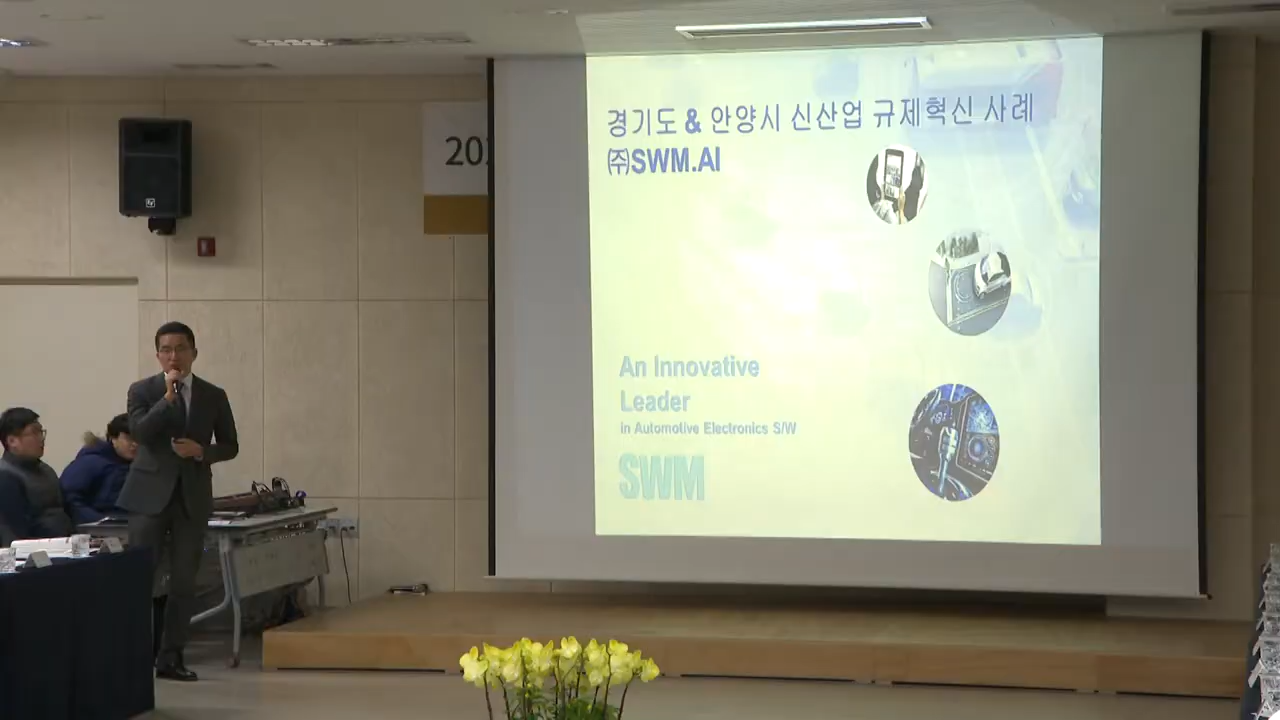 경기도 & 안양시 신산업 규제혁신 사례
㈜SWM.AI
An Innovative
Leader
in Automotive Electronics S/W
SWM